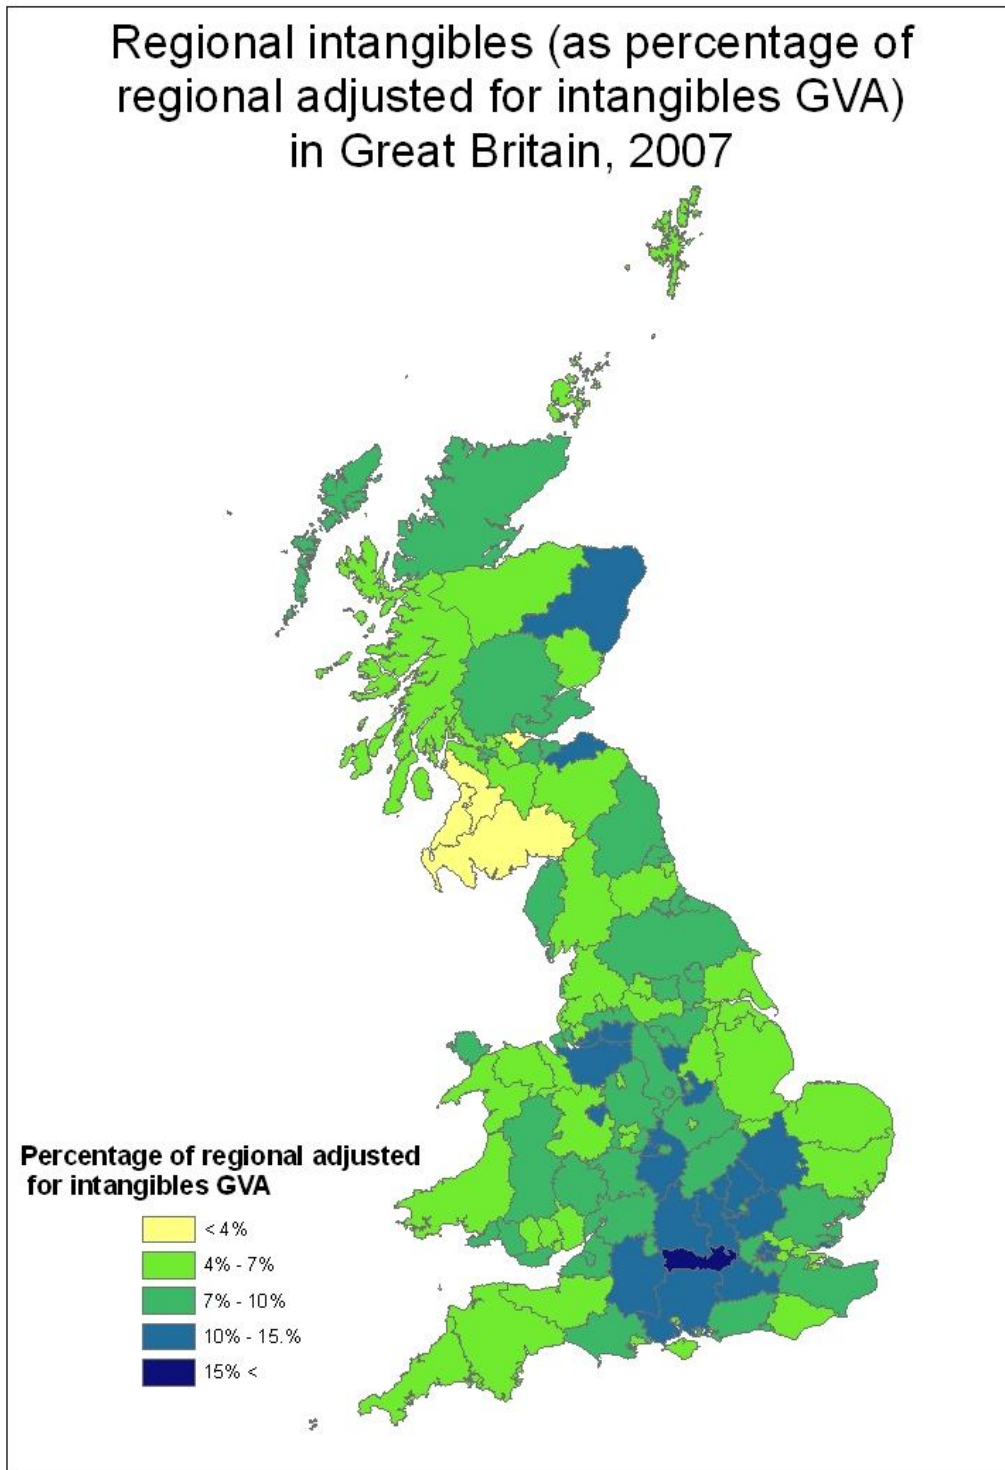 Regional intangibles (as percentage of
regional adjusted for intangibles GVA)
in Great Britain, 2007
Percentage of regional adjusted
for intangibles GVA
< 4%
4% - 7%
7% - 10%
10% - 15.%
15% <